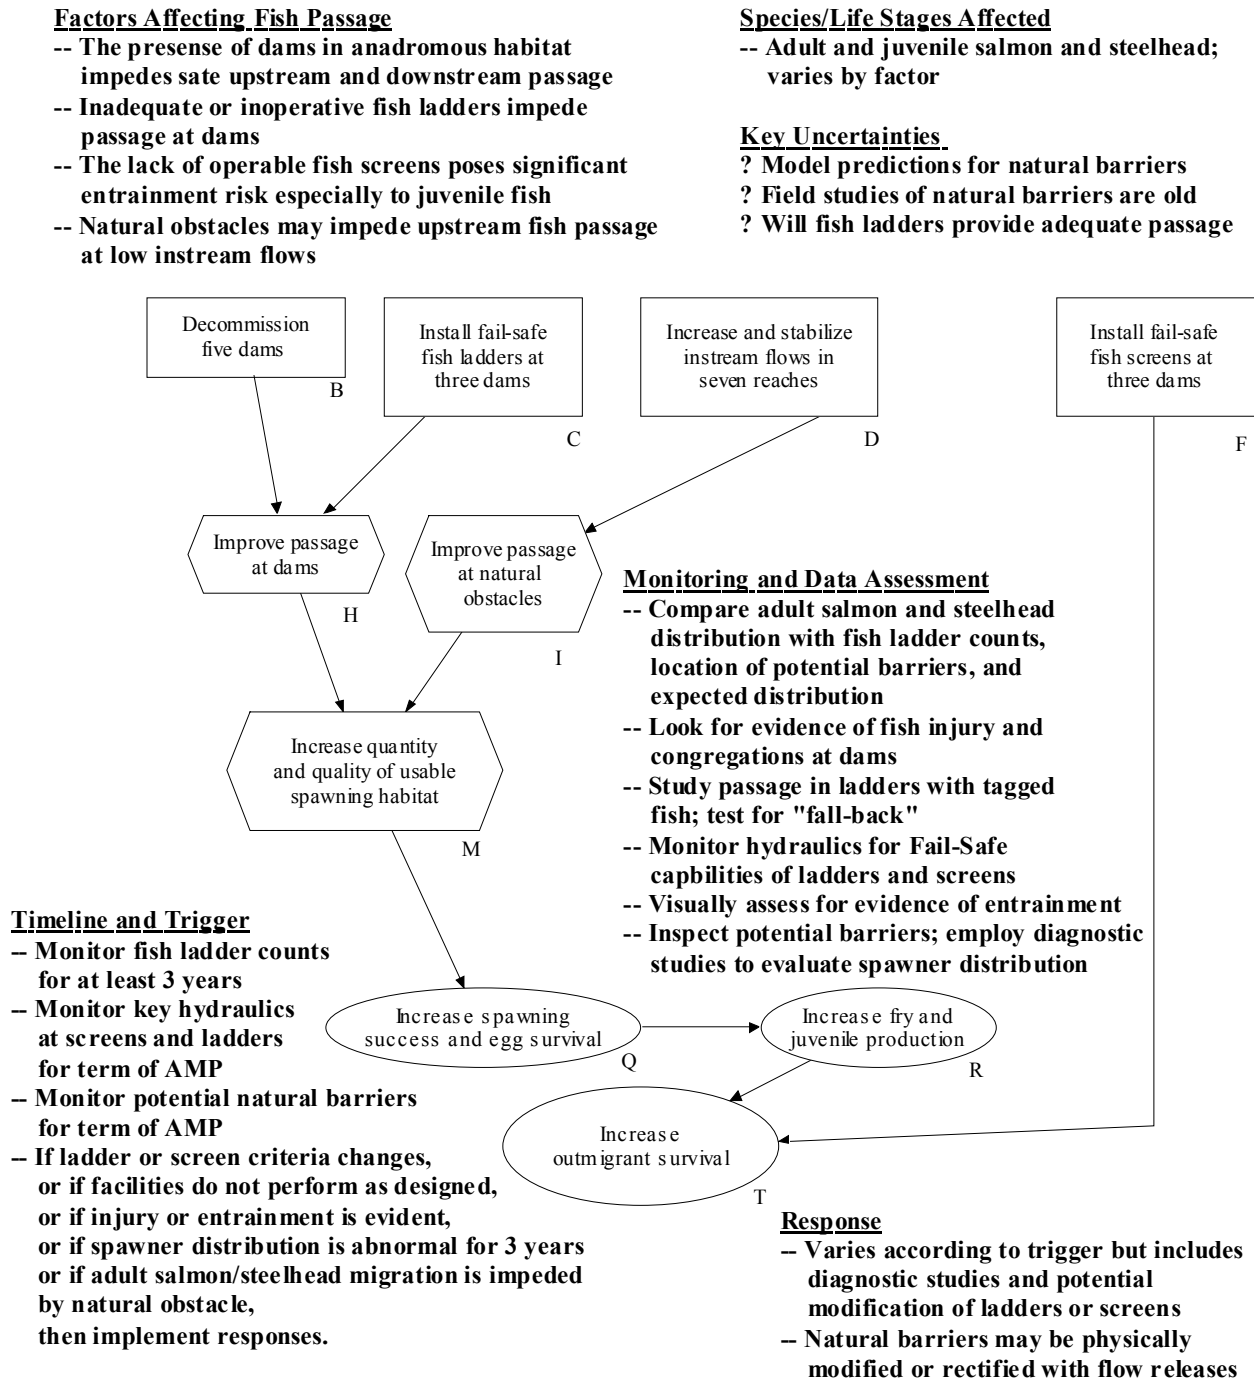 Factors Affecting Fish Passage
-- The presense of dams in anadromous habitat
impedes sate upstream and downstream passage
-- Inadequate or inoperative fish ladders impede
passage at dams
-- The lack of operable fish screens poses significant
entrainment risk especially to juvenile fish
-- Natural obstacles may impede upstream fish passage
at low instream flows
Species/Life Stages Affected
-- Adult and juvenile salmon and steelhead;
varies by factor
Key Uncertainties
? Model predictions for natural barriers
? Field studies of natural barriers are old
? Will fish ladders provide adequate passage
Decommission
five dams
B
Install fail-safe
fish ladders at
three dams
C
Increase and stabilize
instream flows in
seven reaches
D
Install fail-safe
fish screens at
three dams
F
Improve passage
at dams
H
Improve passage
at natural
obstacles
I
Monitoring and Data Assessment
-- Compare adult salmon and steelhead
distribution with fish ladder counts,
location of potential barriers, and
expected distribution
-- Look for evidence of fish injury and
congregations at dams
-- Study passage in ladders with tagged
fish; test for "fall-back"
-- Monitor hydraulics for Fail-Safe
capbilities of ladders and screens
-- Visually assess for evidence of entrainment
-- Inspect potential barriers; employ diagnostic
studies to evaluate spawner distribution
Increase quantity
and quality of usable
spawning habitat
M
Timeline and Trigger
-- Monitor fish ladder counts
for at least 3 years
-- Monitor key hydraulics
at screens and ladders
for term of AMP
-- Monitor potential natural barriers
for term of AMP
-- If ladder or screen criteria changes,
or if facilities do not perform as designed,
or if injury or entrainment is evident,
or if spawner distribution is abnormal for 3 years
or if adult salmon/steelhead migration is impeded
by natural obstacle,
then implement responses.
Increase spawning
success and egg survival
Q
Increase fry and
juvenile production
R
Increase
outmigrant survival
T
Response
-- Varies according to trigger but includes
diagnostic studies and potential
modification of ladders or screens
-- Natural barriers may be physically
modified or rectified with flow releases